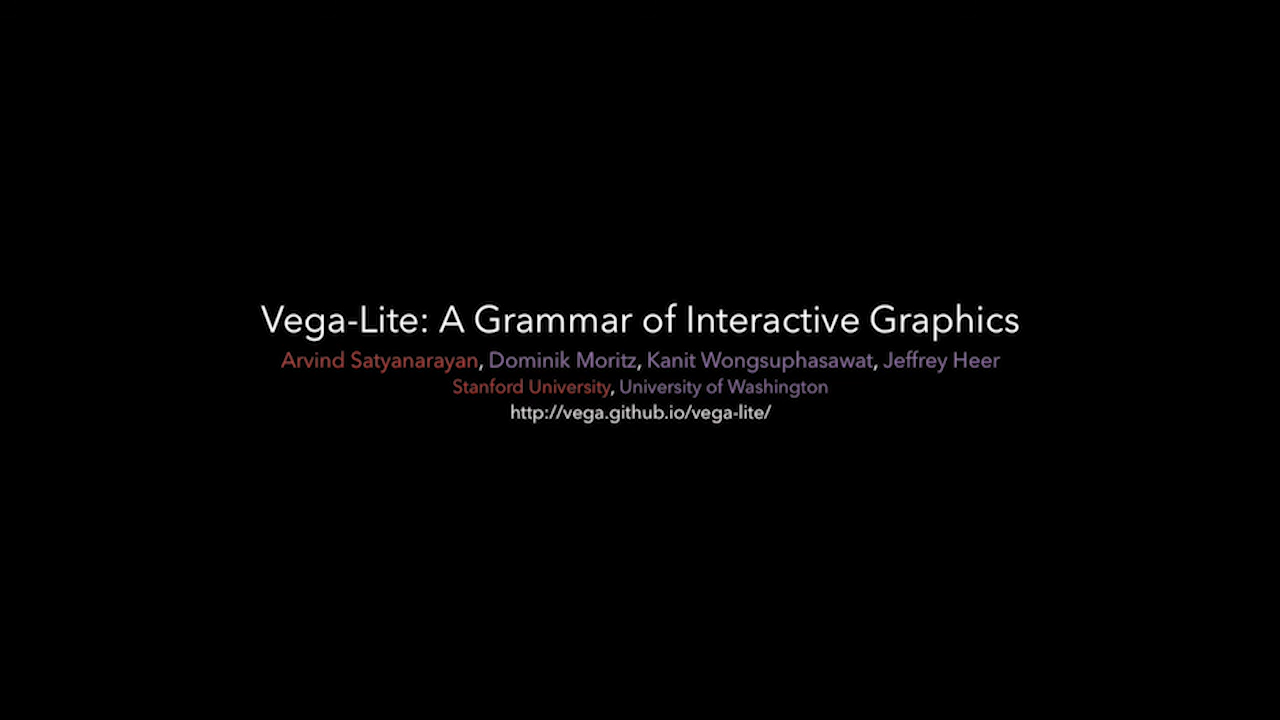 Vega-Lite: A Grammar of Interactive Graphics
Arvind Satyanarayan, Dominik Moritz, Kanit Wongsuphasawat, Jeffrey Heer
Stanford University, University of Washington
http://vega.github.io/vega-lite/